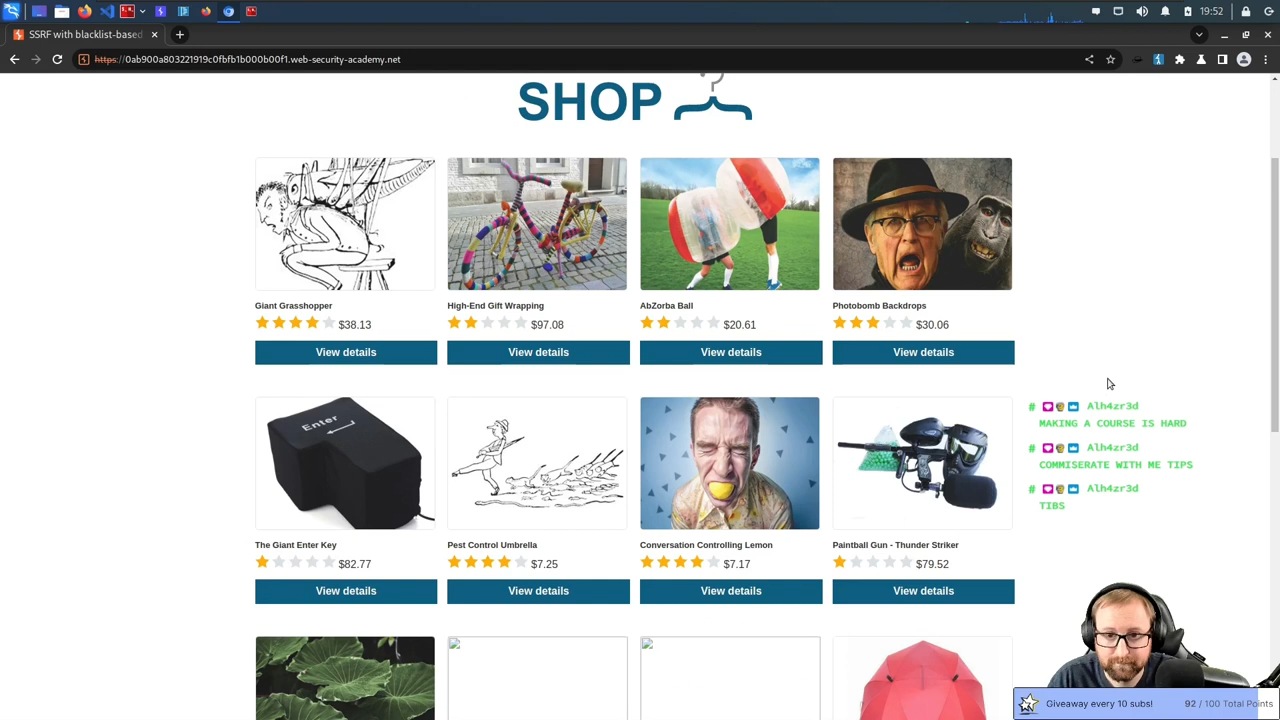 19:52
SSRF with blacklist-based
https://0ab900a803221919c0fbfb1b000b00f1.web-security-academy.net
SHOP
Giant Grasshopper
$38.13
View details
High-End Gift Wrapping
$97.08
View details
AbZorba Ball
$20.61
View details
Photobomb Backdrops
$30.06
View details
Enter
The Giant Enter Key
$82.77
View details
Pest Control Umbrella
$7.25
View details
Conversation Controlling Lemon
$7.17
View details
Paintball Gun - Thunder Striker
$79.52
View details
# Alh4zr3d
MAKING A COURSE IS HARD
# Alh4zr3d
COMMISERATE WITH ME TIPS
# Alh4zr3d
TIBS
Giveaway every 10 subs! 92 / 100 Total Points